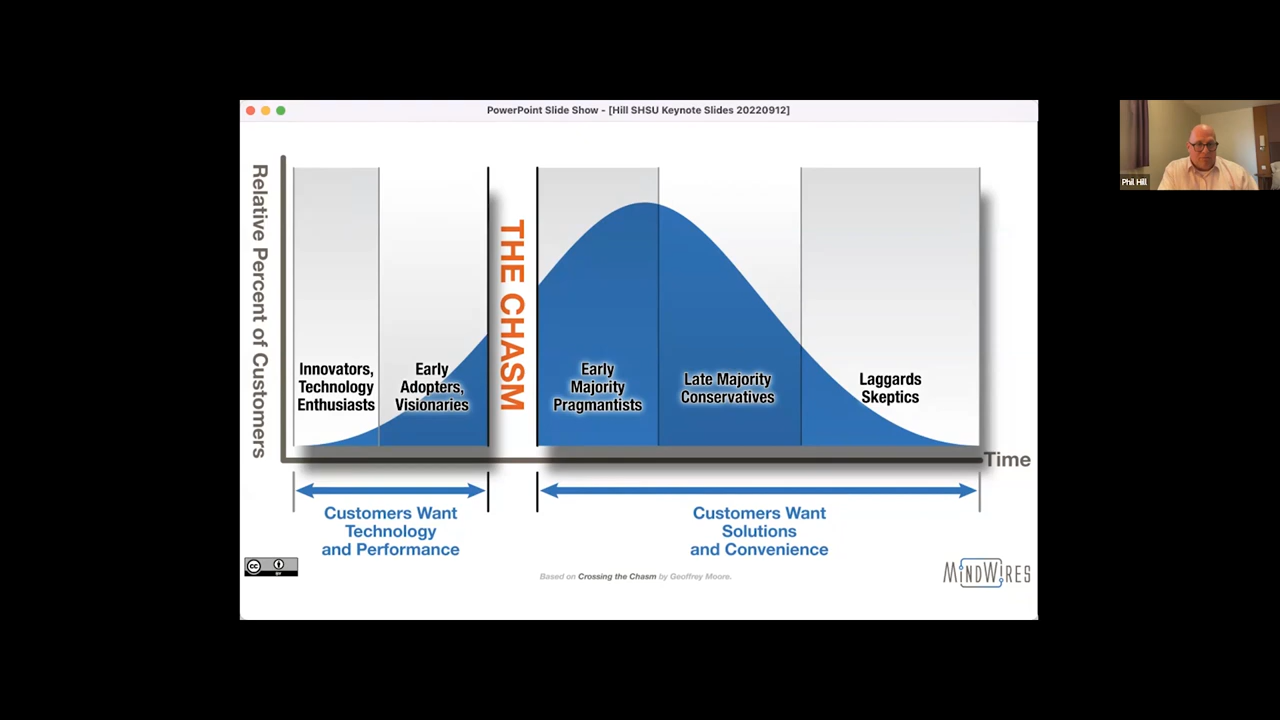 PowerPoint Slide Show - [Hill SHSU Keynote Slides 20220912]
Phil Hill
Relative Percent of Customers
THE CHASM
Innovators,
Technology
Enthusiasts
Early
Adopters,
Visionaries
Early
Majority
Pragmantists
Late Majority
Conservatives
Laggards
Skeptics
Time
Customers Want
Technology
and Performance
Customers Want
Solutions
and Convenience
cc
BY
Based on Crossing the Chasm by Geoffrey Moore.
MINDWIRES